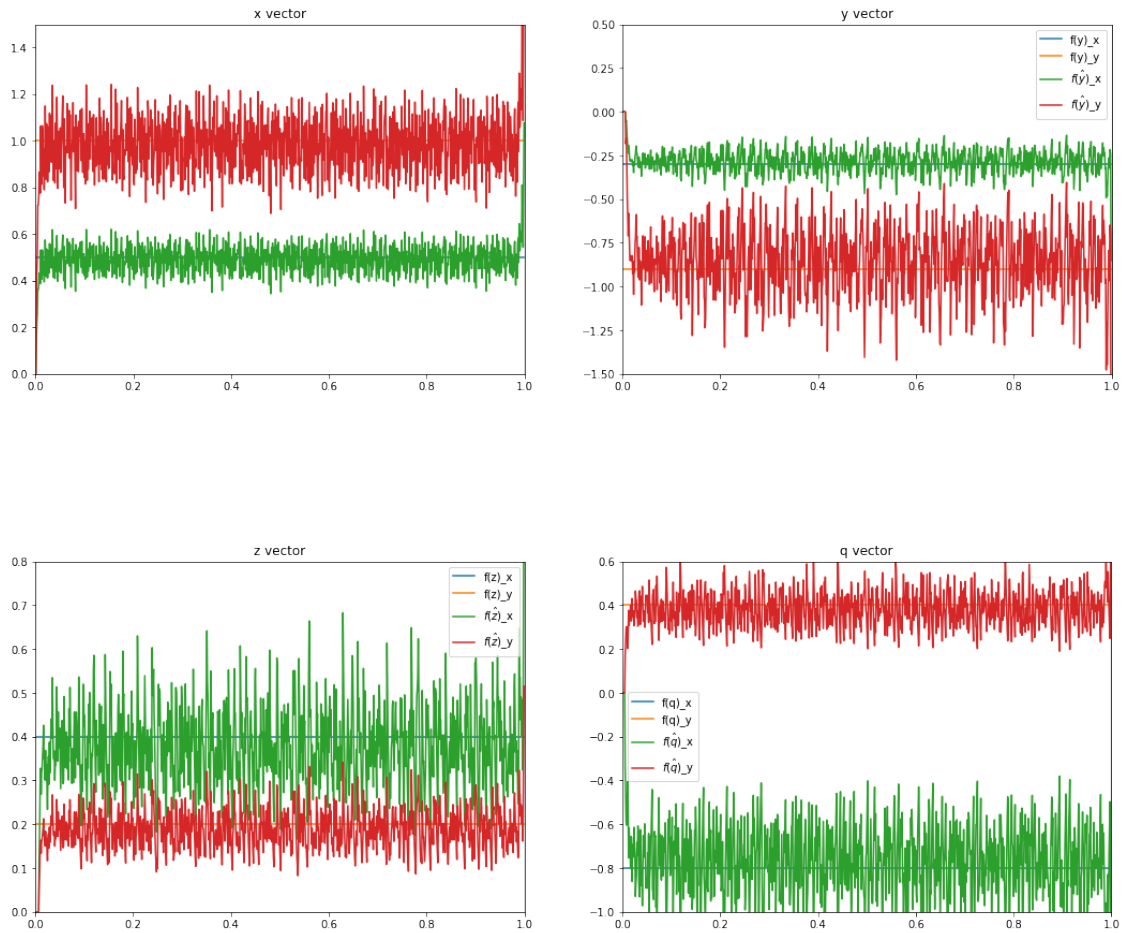 x vector
1.4
1.2
1.0
0.8
0.6
0.4
0.2
0.0
0.0 0.2 0.4 0.6 0.8 1.0
y vector
0.50
0.25
0.00
−0.25
−0.50
−0.75
−1.00
−1.25
−1.50
0.0 0.2 0.4 0.6 0.8 1.0
f(y)_x
f(y)_y
f(ŷ)_x
f(ŷ)_y
z vector
0.8
0.7
0.6
0.5
0.4
0.3
0.2
0.1
0.0
0.0 0.2 0.4 0.6 0.8 1.0
f(z)_x
f(z)_y
f(ẑ)_x
f(ẑ)_y
q vector
0.6
0.4
0.2
0.0
−0.2
−0.4
−0.6
−0.8
−1.0
0.0 0.2 0.4 0.6 0.8 1.0
f(q)_x
f(q)_y
f(q̂)_x
f(q̂)_y